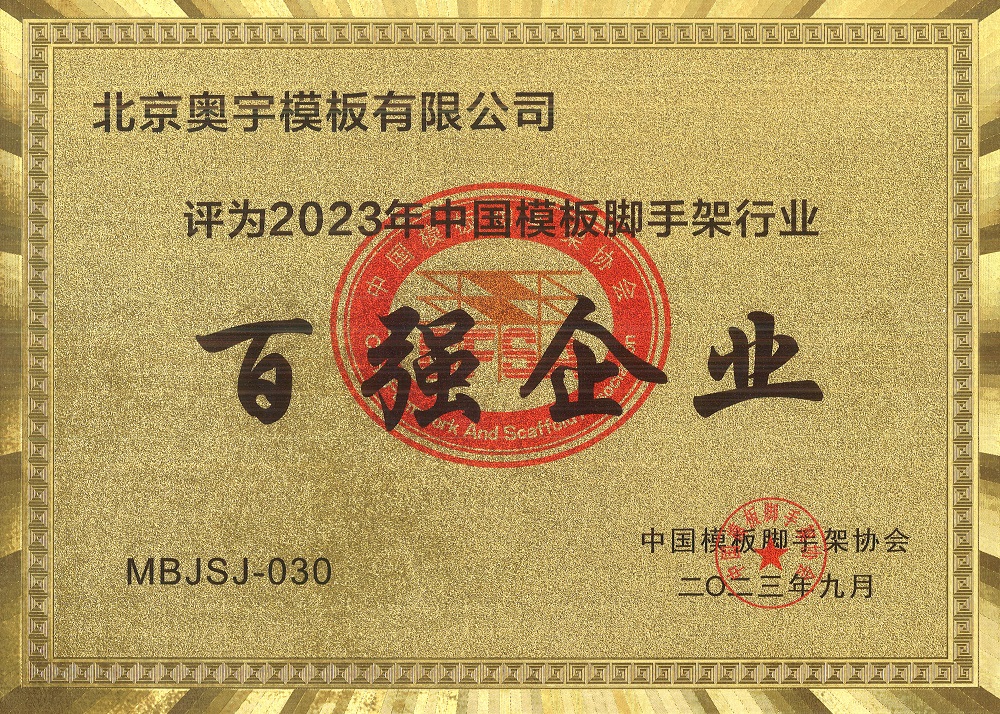 北京奥宇模板有限公司
评为2023年中国模板脚手架行业
百强企业
And Scaffold
MBJSJ-030
中国模板脚手架协会
二〇二三年九月